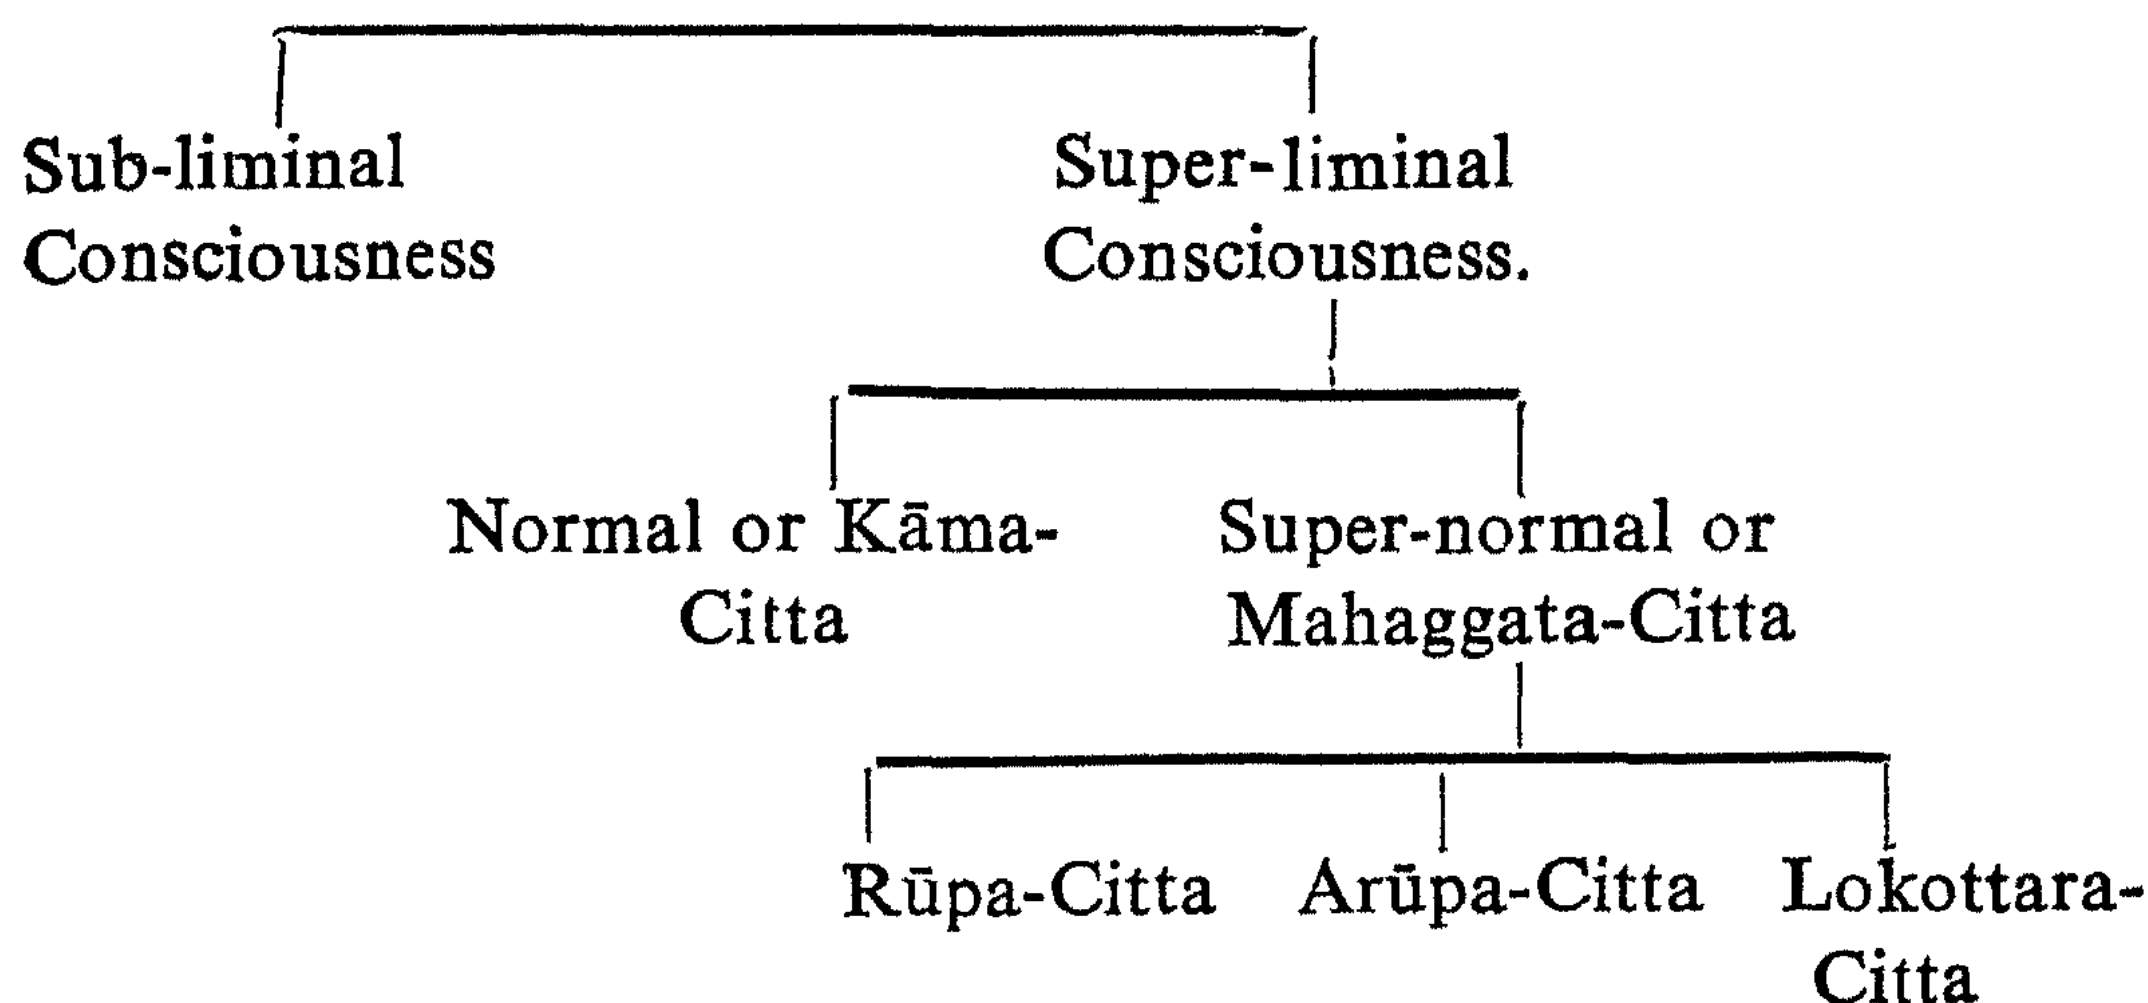 Sub-liminal
Consciousness
Super-liminal
Consciousness.
Normal or Kāma-
Citta
Super-normal or
Mahaggata-Citta
Rūpa-Citta
Arūpa-Citta
Lokottara-
Citta